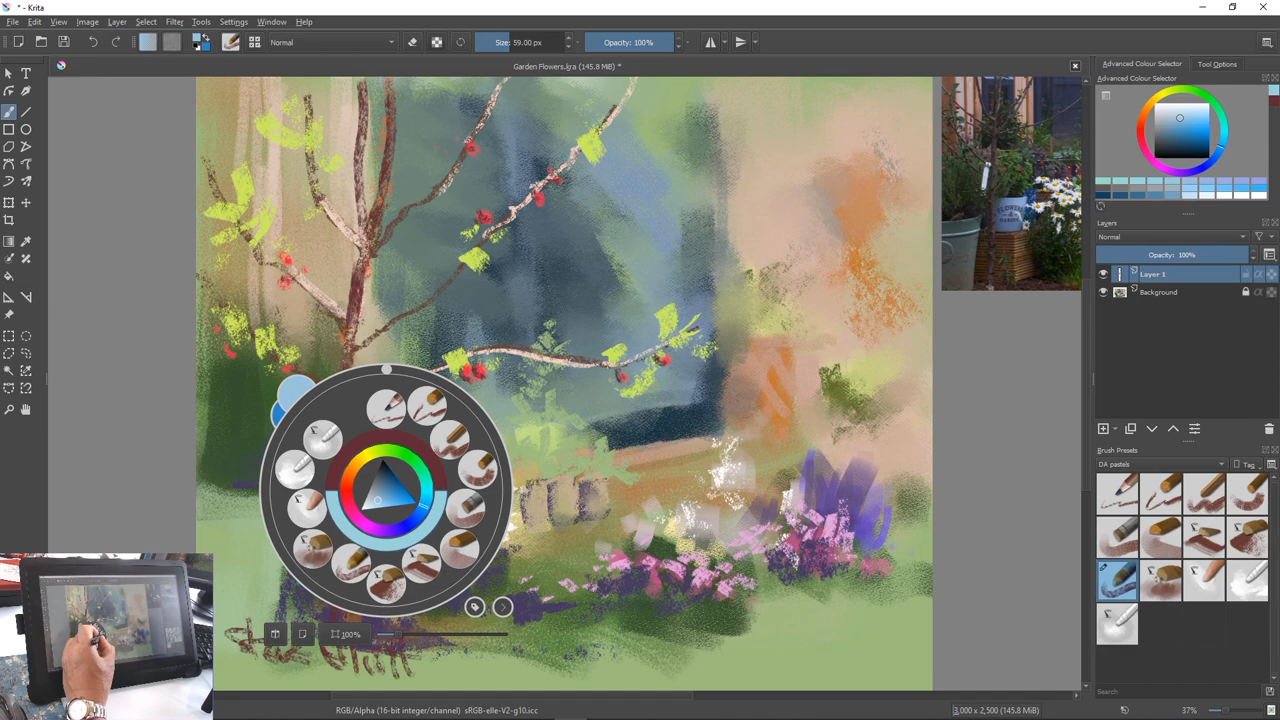 * - Krita
File Edit View Image Layer Select Filter Tools Settings Window Help
Normal Size: 59.00 px Opacity: 100%
Garden Flowers.kra (145.8 MiB) *
Advanced Colour Selector Tool Options
Advanced Colour Selector
FLOWERS
GARDEN
Layers
Normal
Opacity: 100%
Layer 1
Background
Brush Presets
DA pastels Tag
100%
Search
RGB/Alpha (16-bit integer/channel) sRGB-elle-V2-g10.icc 3,000 x 2,500 (145.8 MiB) 37%